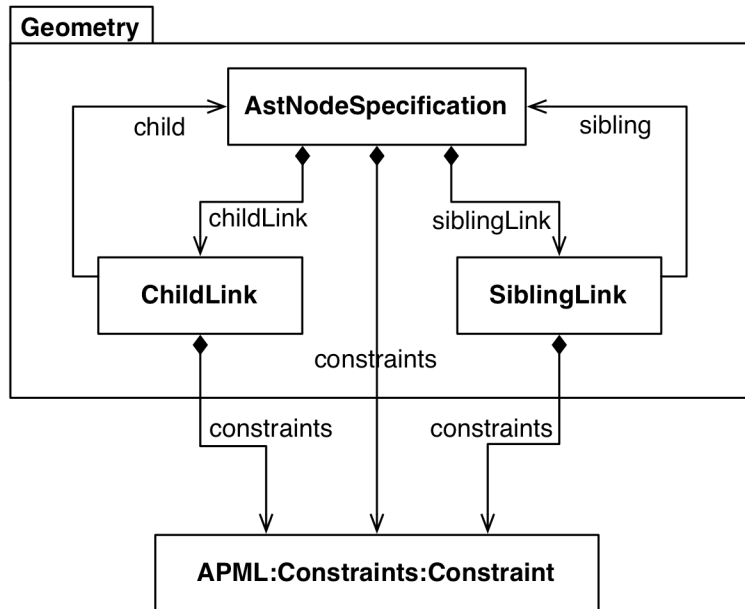 Geometry
AstNodeSpecification
child
sibling
childLink
siblingLink
ChildLink
SiblingLink
constraints
constraints
constraints
APML:Constraints:Constraint